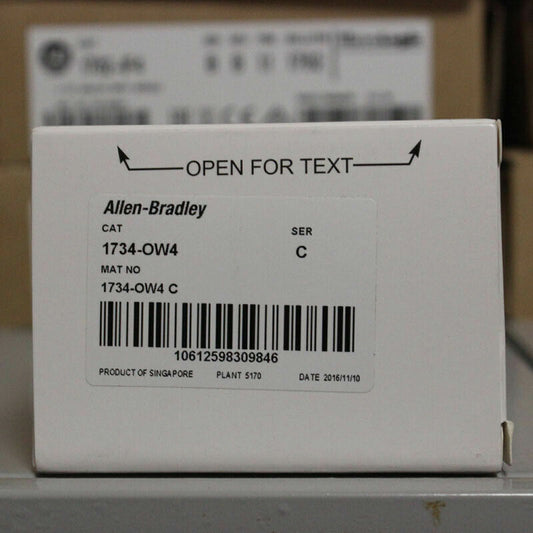 OPEN FOR TEXT
Allen-Bradley
CAT SER
1734-OW4 C
MAT NO
1734-OW4 C
10612598309846
PRODUCT OF SINGAPORE PLANT 5170 DATE 2016/11/10